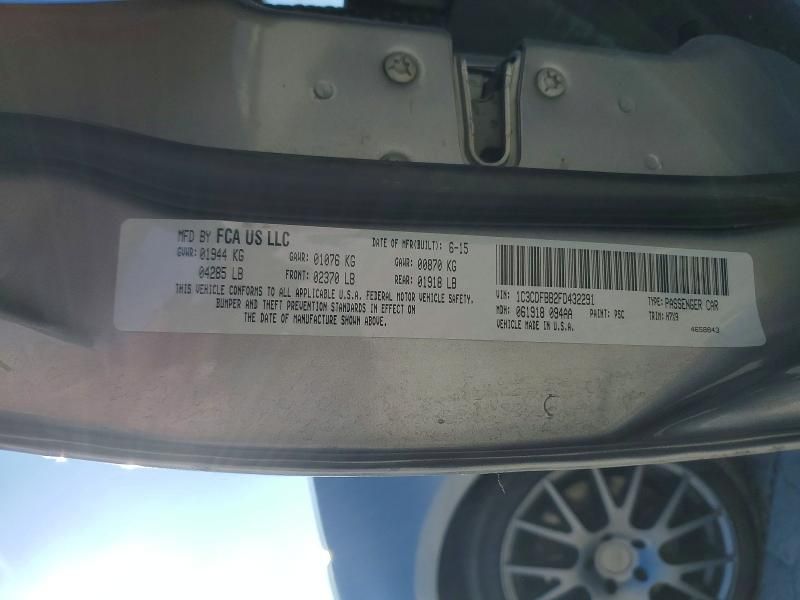 MFD BY FCA US LLC
DATE OF MFR(BUILT): 6-15
GVWR: 01944 KG
GAWR: 01076 KG
GAWR: 00870 KG
04285 LB
FRONT: 02370 LB
REAR: 01918 LB
THIS VEHICLE CONFORMS TO ALL APPLICABLE U.S.A. FEDERAL MOTOR VEHICLE SAFETY,
BUMPER AND THEFT PREVENTION STANDARDS IN EFFECT ON
THE DATE OF MANUFACTURE SHOWN ABOVE.
VIN: 1C3CDFBB2FD432291
TYPE: PASSENGER CAR
MDH: 061918 094AA
PAINT: PSC
TRIM: H7X9
VEHICLE MADE IN U.S.A.
4658843